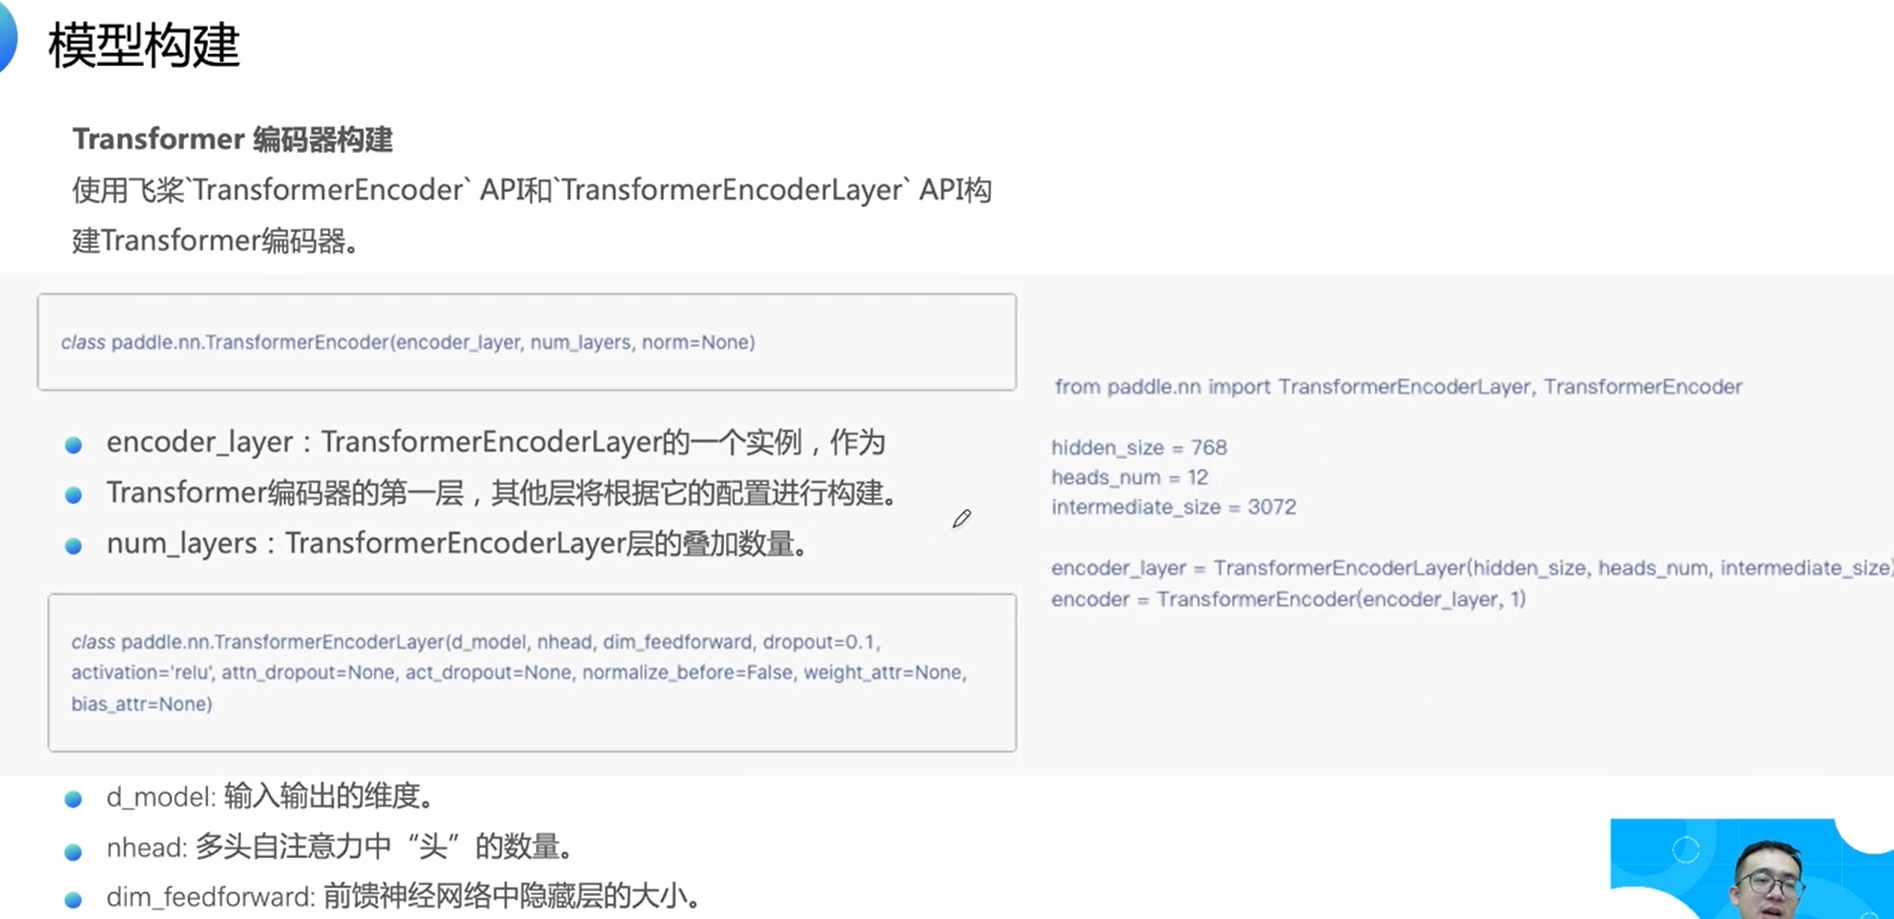 模型构建
Transformer 编码器构建
使用飞桨`TransformerEncoder` API和`TransformerEncoderLayer` API构
建Transformer编码器。
class paddle.nn.TransformerEncoder(encoder_layer, num_layers, norm=None)
encoder_layer：TransformerEncoderLayer的一个实例，作为
Transformer编码器的第一层，其他层将根据它的配置进行构建。
num_layers：TransformerEncoderLayer层的叠加数量。
class paddle.nn.TransformerEncoderLayer(d_model, nhead, dim_feedforward, dropout=0.1,
activation='relu', attn_dropout=None, act_dropout=None, normalize_before=False, weight_attr=None,
bias_attr=None)
d_model: 输入输出的维度。
nhead: 多头自注意力中“头”的数量。
dim_feedforward: 前馈神经网络中隐藏层的大小。
from paddle.nn import TransformerEncoderLayer, TransformerEncoder
hidden_size = 768
heads_num = 12
intermediate_size = 3072
encoder_layer = TransformerEncoderLayer(hidden_size, heads_num, intermediate_size)
encoder = TransformerEncoder(encoder_layer, 1)